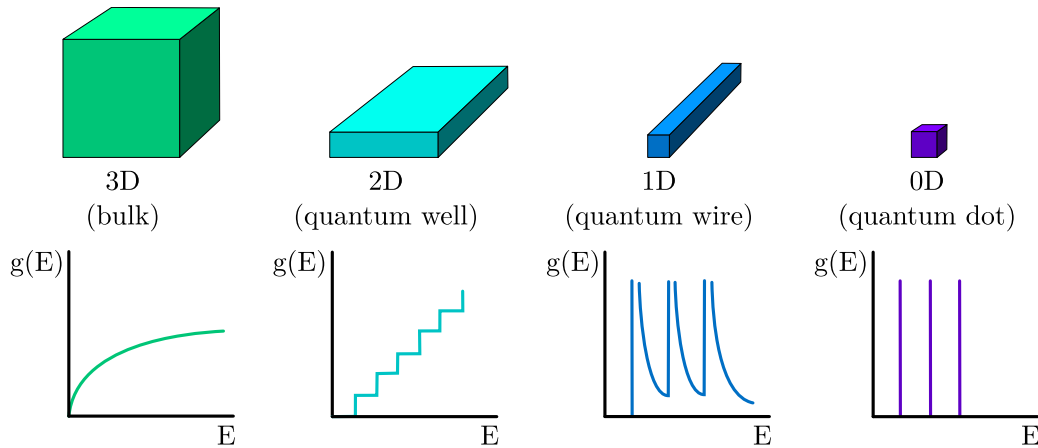 3D
(bulk)
2D
(quantum well)
1D
(quantum wire)
0D
(quantum dot)
g(E)
E
g(E)
E
g(E)
E
g(E)
E